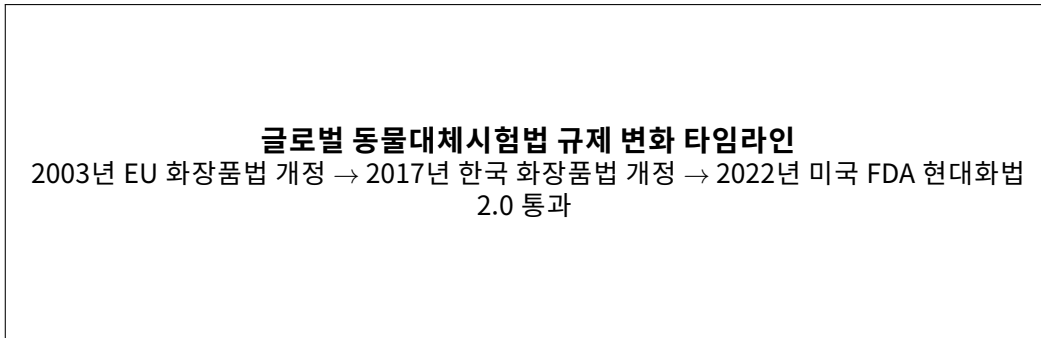 글로벌 동물대체시험법 규제 변화 타임라인
2003년 EU 화장품법 개정 → 2017년 한국 화장품법 개정 → 2022년 미국 FDA 현대화법
2.0 통과